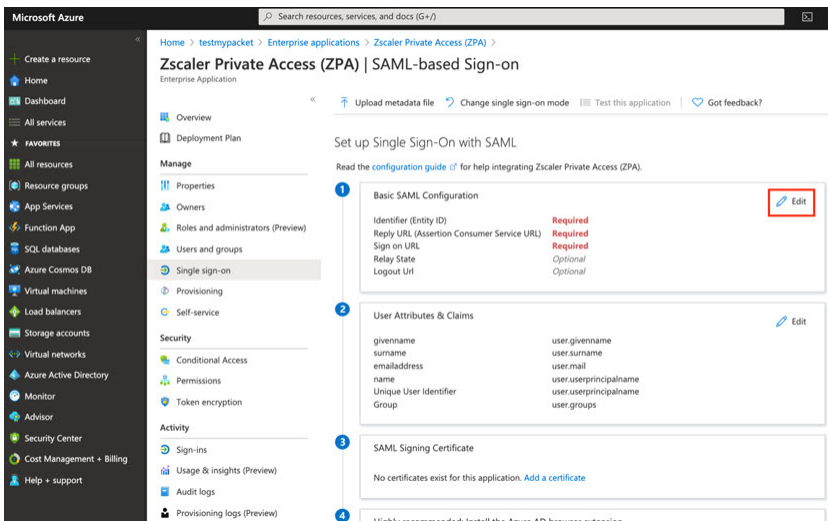 Microsoft Azure
Search resources, services, and docs (G+/)
Create a resource
Home
Dashboard
All services
FAVORITES
All resources
Resource groups
App Services
Function App
SQL databases
Azure Cosmos DB
Virtual machines
Load balancers
Storage accounts
Virtual networks
Azure Active Directory
Monitor
Advisor
Security Center
Cost Management + Billing
Help + support
Home > testmypacket > Enterprise applications > Zscaler Private Access (ZPA) >
Zscaler Private Access (ZPA) | SAML-based Sign-on
Enterprise Application
Overview
Deployment Plan
Manage
Properties
Owners
Roles and administrators (Preview)
Users and groups
Single sign-on
Provisioning
Self-service
Security
Conditional Access
Permissions
Token encryption
Activity
Sign-ins
Usage & insights (Preview)
Audit logs
Provisioning logs (Preview)
Upload metadata file Change single sign-on mode Test this application | Got feedback?
Set up Single Sign-On with SAML
Read the configuration guide for help integrating Zscaler Private Access (ZPA).
1
Basic SAML Configuration
Edit
Identifier (Entity ID) Required
Reply URL (Assertion Consumer Service URL) Required
Sign on URL Required
Relay State Optional
Logout Url Optional
2
User Attributes & Claims
Edit
givenname user.givenname
surname user.surname
emailaddress user.mail
name user.userprincipalname
Unique User Identifier user.userprincipalname
Group user.groups
3
SAML Signing Certificate
No certificates exist for this application. Add a certificate
4
Highly recommended: Install the Azure AD browser extension